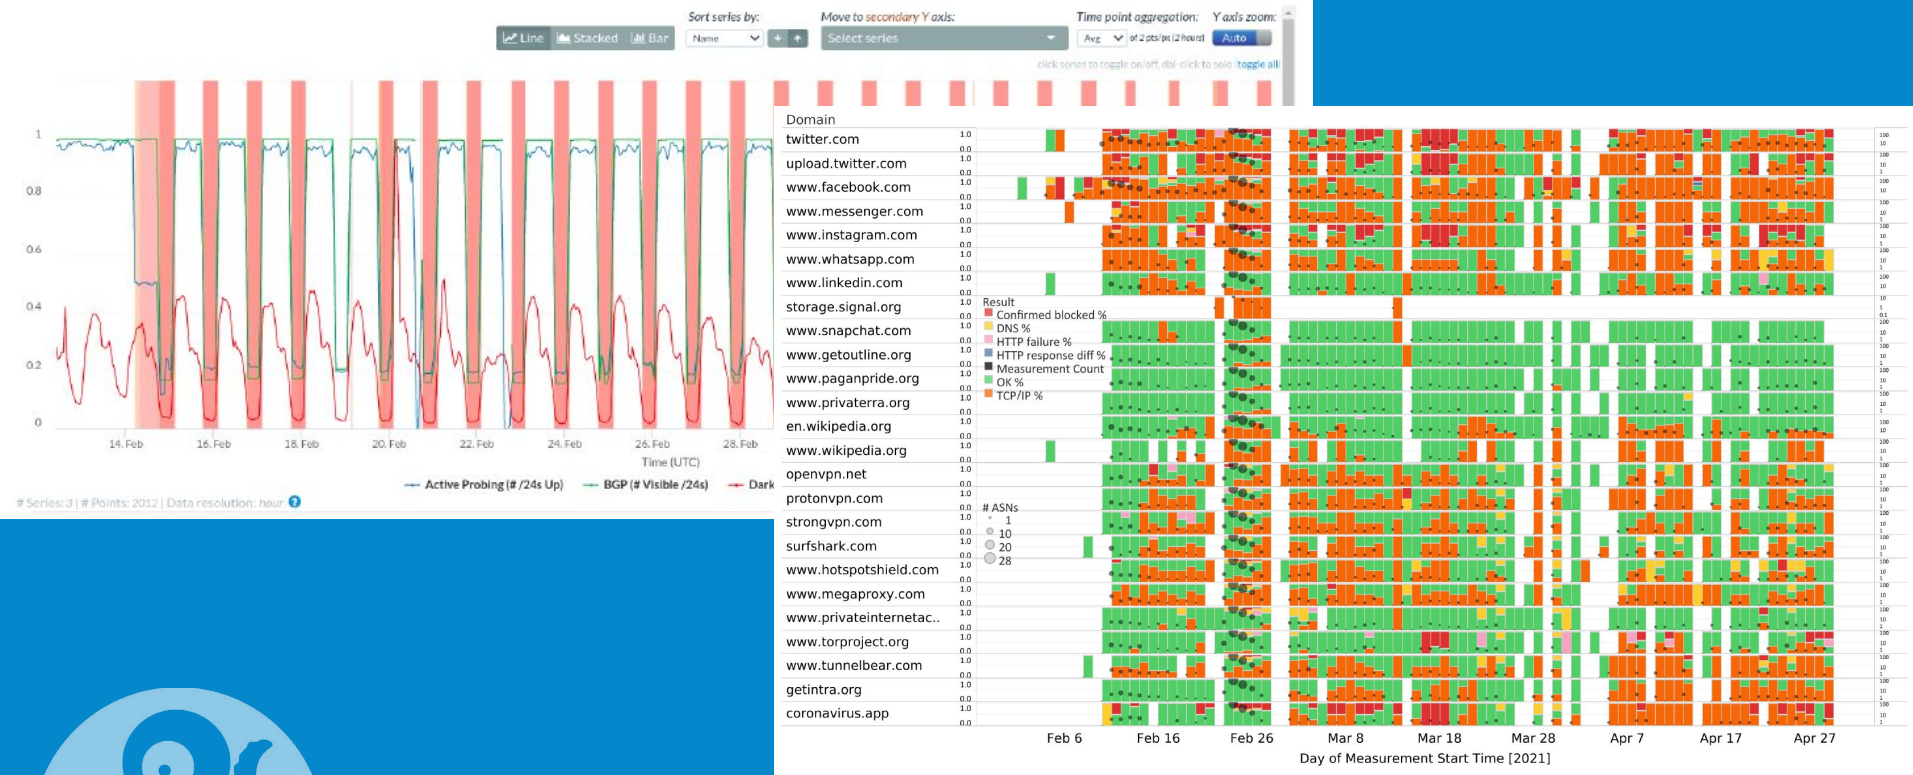 Sort series by:
Move to secondary Y axis:
Time point aggregation:
Y axis zoom:
Line
Stacked
Bar
Name
Select series
Avg
of 2 pts/px (2 hours)
Auto
click series to toggle on/off, dbl-click to solo (toggle all)
1
0.8
0.6
0.4
0.2
0
14. Feb
16. Feb
18. Feb
20. Feb
22. Feb
24. Feb
26. Feb
28. Feb
Time (UTC)
Active Probing (# /24s Up)
BGP (# Visible /24s)
Dark
# Series: 3 | # Points: 2012 | Data resolution: hour
Domain
twitter.com
upload.twitter.com
www.facebook.com
www.messenger.com
www.instagram.com
www.whatsapp.com
www.linkedin.com
storage.signal.org
www.snapchat.com
www.getoutline.org
www.paganpride.org
www.privaterra.org
en.wikipedia.org
www.wikipedia.org
openvpn.net
protonvpn.com
strongvpn.com
surfshark.com
www.hotspotshield.com
www.megaproxy.com
www.privateinternetac..
www.torproject.org
www.tunnelbear.com
getintra.org
coronavirus.app
Result
Confirmed blocked %
DNS %
HTTP failure %
HTTP response diff %
Measurement Count
OK %
TCP/IP %
# ASNs
1
10
20
28
Feb 6
Feb 16
Feb 26
Mar 8
Mar 18
Mar 28
Apr 7
Apr 17
Apr 27
Day of Measurement Start Time [2021]